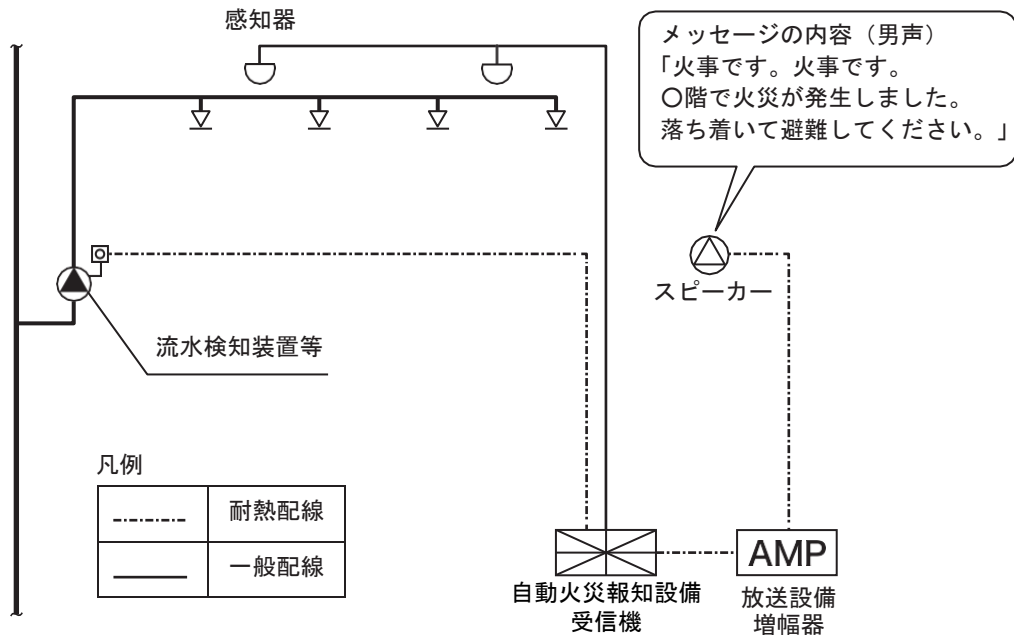 感知器
メッセージの内容（男声）
「火事です。火事です。
〇階で火災が発生しました。
落ち着いて避難してください。」
スピーカー
流水検知装置等
凡例
耐熱配線
一般配線
AMP
自動火災報知設備
受信機
放送設備
増幅器